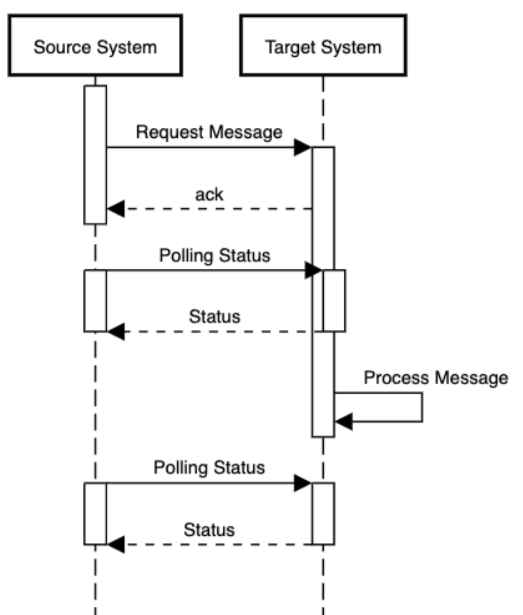 Source System
Target System
Request Message
ack
Polling Status
Status
Process Message
Polling Status
Status